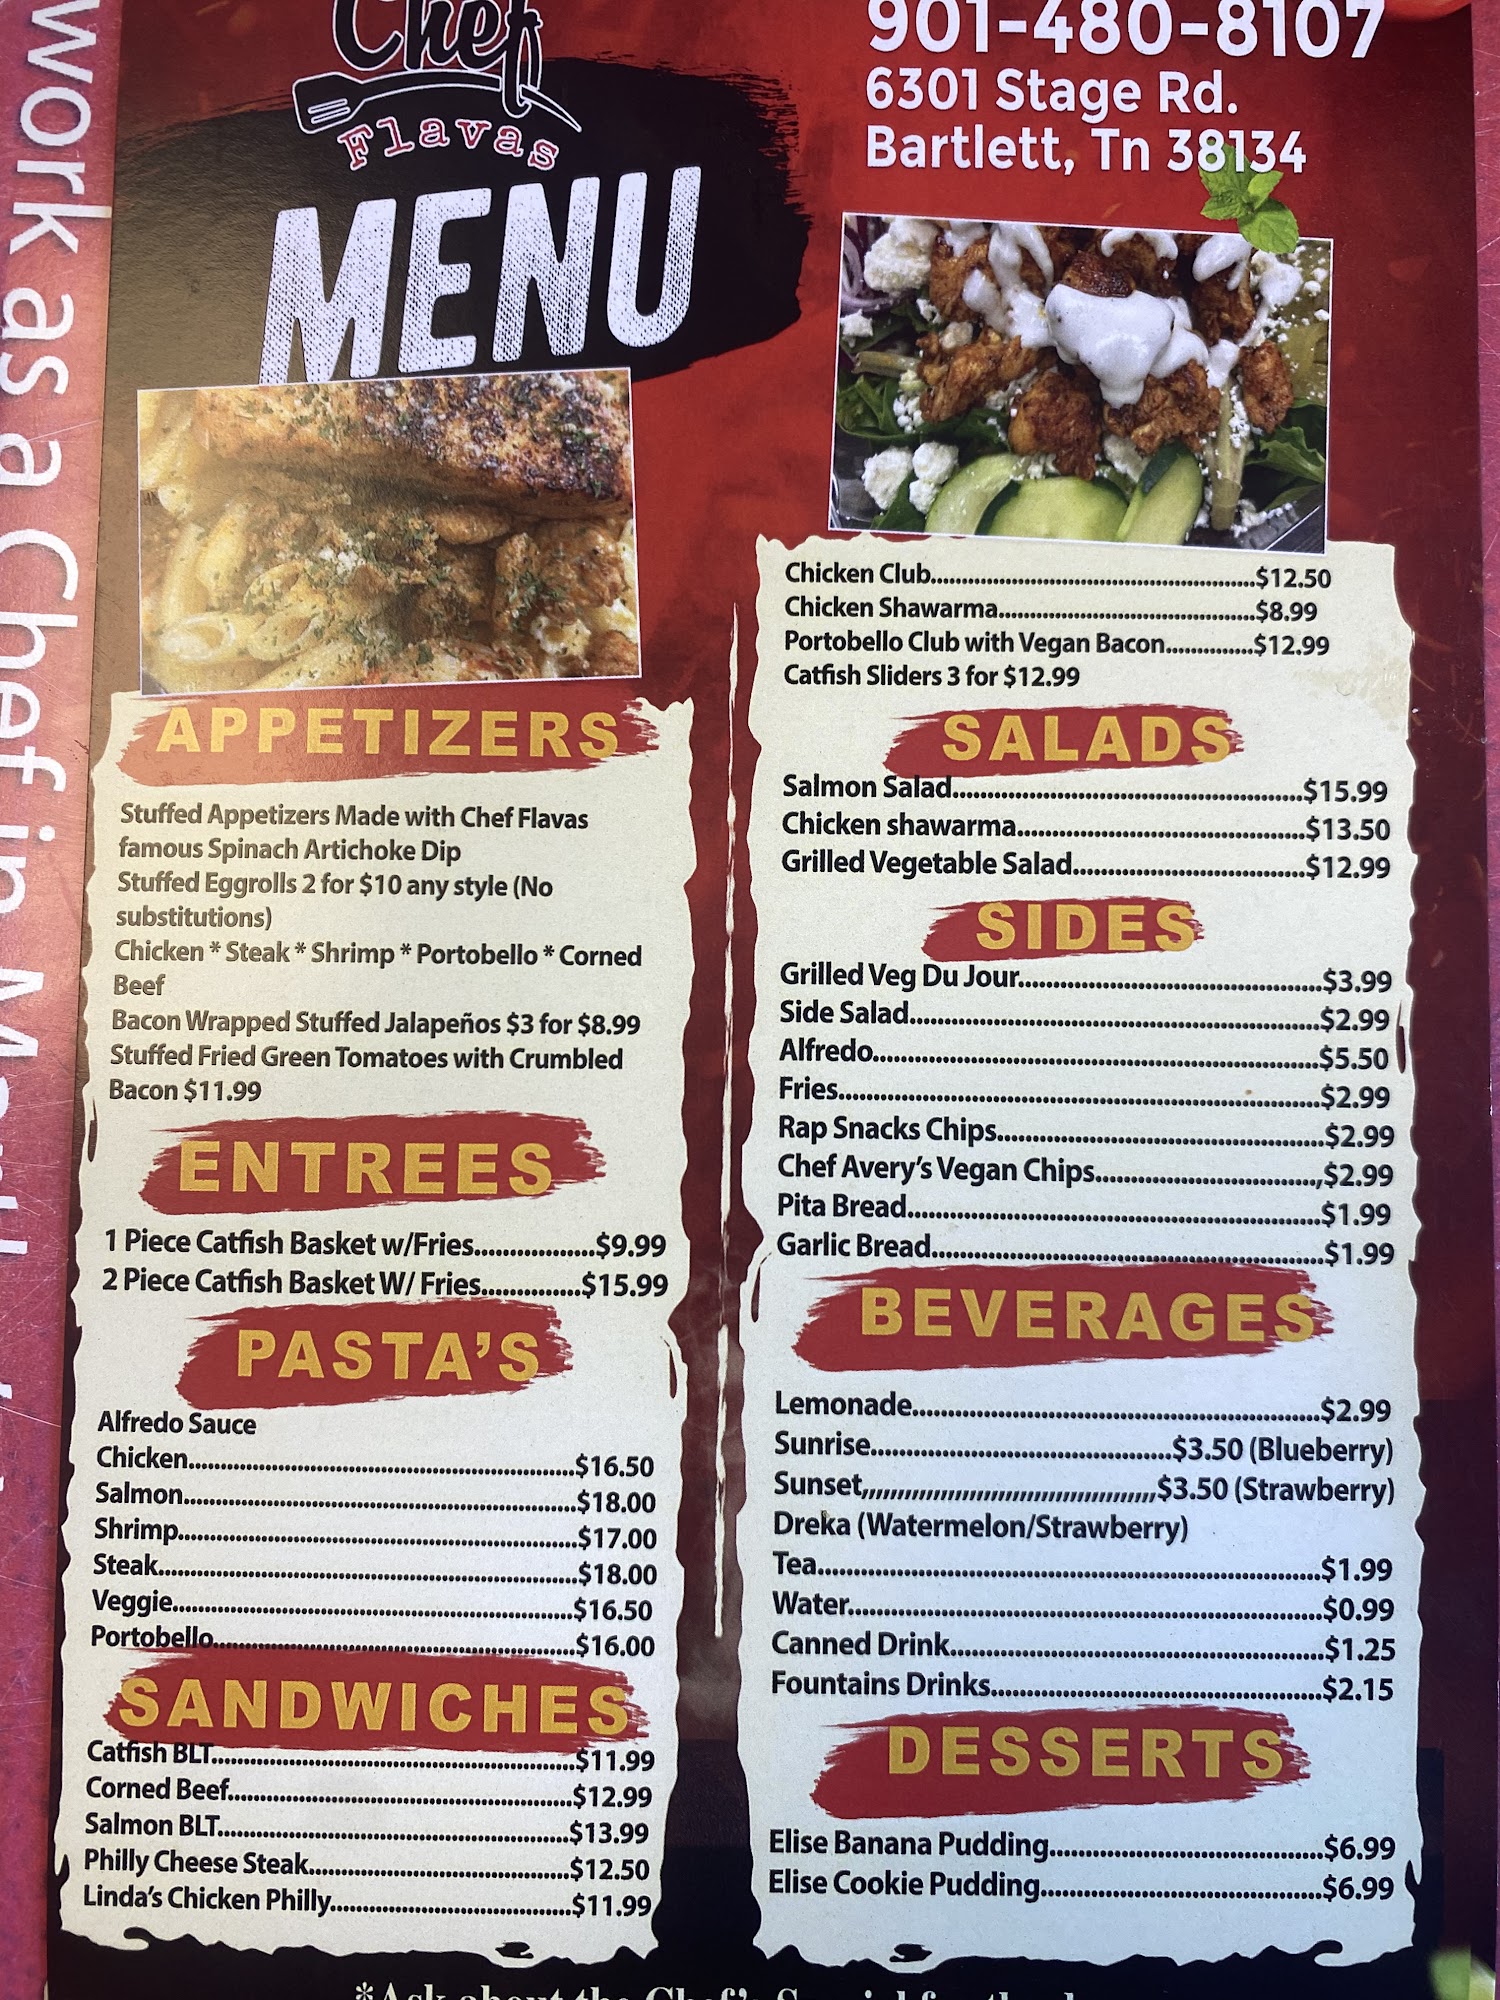 Chef
Flavas
MENU
901-480-8107
6301 Stage Rd.
Bartlett, Tn 38134
work as a Chef in
APPETIZERS
Stuffed Appetizers Made with Chef Flavas
famous Spinach Artichoke Dip
Stuffed Eggrolls 2 for $10 any style (No
substitutions)
Chicken * Steak * Shrimp * Portobello * Corned
Beef
Bacon Wrapped Stuffed Jalapeños $3 for $8.99
Stuffed Fried Green Tomatoes with Crumbled
Bacon $11.99
ENTREES
1 Piece Catfish Basket w/Fries..................$9.99
2 Piece Catfish Basket W/ Fries...............$15.99
PASTA'S
Alfredo Sauce
Chicken..........................................................$16.50
Salmon...........................................................$18.00
Shrimp............................................................$17.00
Steak...............................................................$18.00
Veggie............................................................$16.50
Portobello......................................................$16.00
SANDWICHES
Catfish BLT......................................................$11.99
Corned Beef...................................................$12.99
Salmon BLT....................................................$13.99
Philly Cheese Steak.......................................$12.50
Linda's Chicken Philly....................................$11.99
Chicken Club.................................................$12.50
Chicken Shawarma.......................................$8.99
Portobello Club with Vegan Bacon...............$12.99
Catfish Sliders 3 for $12.99
SALADS
Salmon Salad....................................................$15.99
Chicken shawarma...........................................$13.50
Grilled Vegetable Salad...................................$12.99
SIDES
Grilled Veg Du Jour.............................................$3.99
Side Salad............................................................$2.99
Alfredo.................................................................$5.50
Fries......................................................................$2.99
Rap Snacks Chips................................................$2.99
Chef Avery's Vegan Chips................................,$2.99
Pita Bread............................................................$1.99
Garlic Bread.........................................................$1.99
BEVERAGES
Lemonade............................................................$2.99
Sunrise............................................$3.50 (Blueberry)
Sunset,,,,,,,,,,,,,,,,,,,,,,,,,,,,,,,,,,,,,,,,,$3.50 (Strawberry)
Dreka (Watermelon/Strawberry)
Tea.........................................................................$1.99
Water.....................................................................$0.99
Canned Drink.......................................................$1.25
Fountains Drinks.................................................$2.15
DESSERTS
Elise Banana Pudding........................................$6.99
Elise Cookie Pudding.........................................$6.99
*Ask about the Chef's Special for the